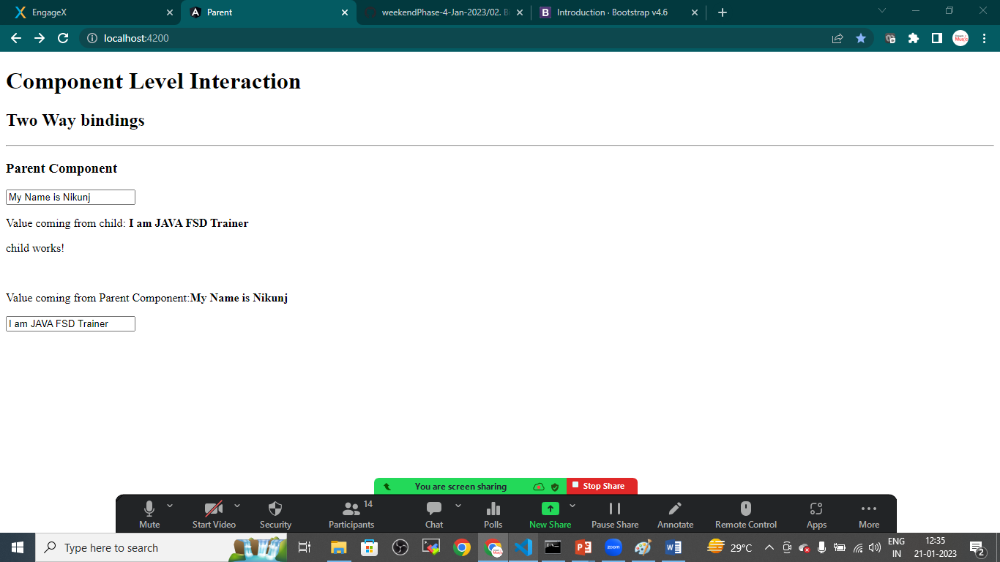 EngageX
Parent
weekendPhase-4-Jan-2023/02. B
Introduction · Bootstrap v4.6
localhost:4200
Component Level Interaction
Two Way bindings
Parent Component
My Name is Nikunj
Value coming from child: I am JAVA FSD Trainer
child works!
Value coming from Parent Component:My Name is Nikunj
I am JAVA FSD Trainer
You are screen sharing
Stop Share
14
Mute
Start Video
Security
Participants
Chat
Polls
New Share
Pause Share
Annotate
Remote Control
Apps
More
Type here to search
zoom
29°C
ENG
IN
12:35
21-01-2023
2